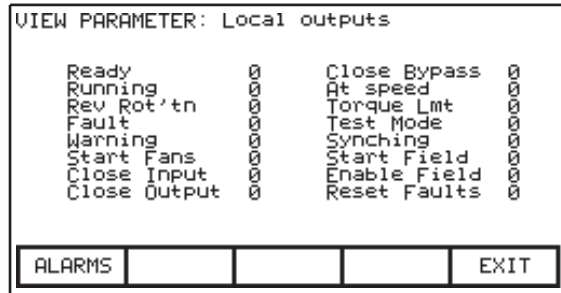 VIEW PARAMETER: Local outputs
Ready 0 Close Bypass 0
Running 0 At speed 0
Rev Rot'tn 0 Torque Lmt 0
Fault 0 Test Mode 0
Warning 0 Synching 0
Start Fans 0 Start Field 0
Close Input 0 Enable Field 0
Close Output 0 Reset Faults 0
ALARMS EXIT